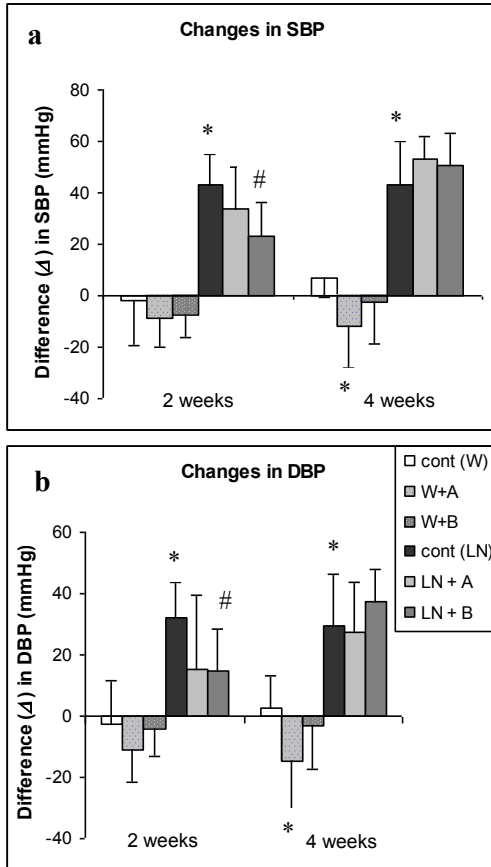 a
Changes in SBP
Difference (Δ) in SBP (mmHg)
80
60
40
20
0
-20
-40
*
#
*
*
2 weeks
4 weeks
b
Changes in DBP
Difference (Δ) in DBP (mmHg)
60
40
20
0
-20
-40
*
#
*
*
2 weeks
4 weeks
cont (W)
W+A
W+B
cont (LN)
LN + A
LN + B